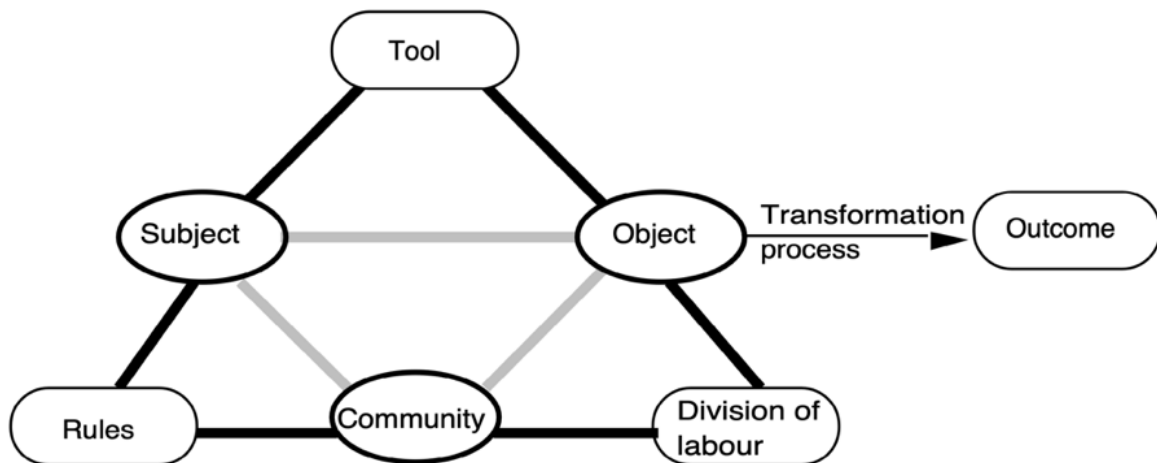 Tool
Subject
Object
Transformation
process
Outcome
Rules
Community
Division of
labour